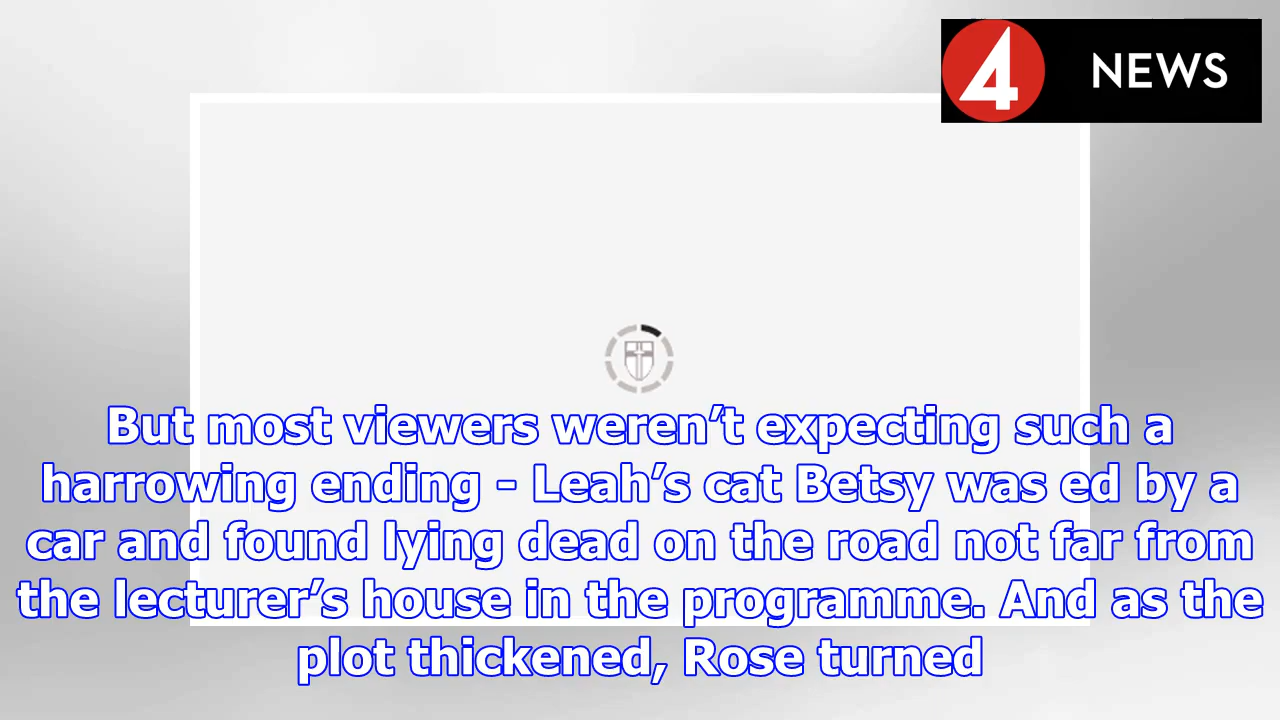 4 NEWS
But most viewers weren’t expecting such a
harrowing ending - Leah’s cat Betsy was ed by a
car and found lying dead on the road not far from
the lecturer’s house in the programme. And as the
plot thickened, Rose turned